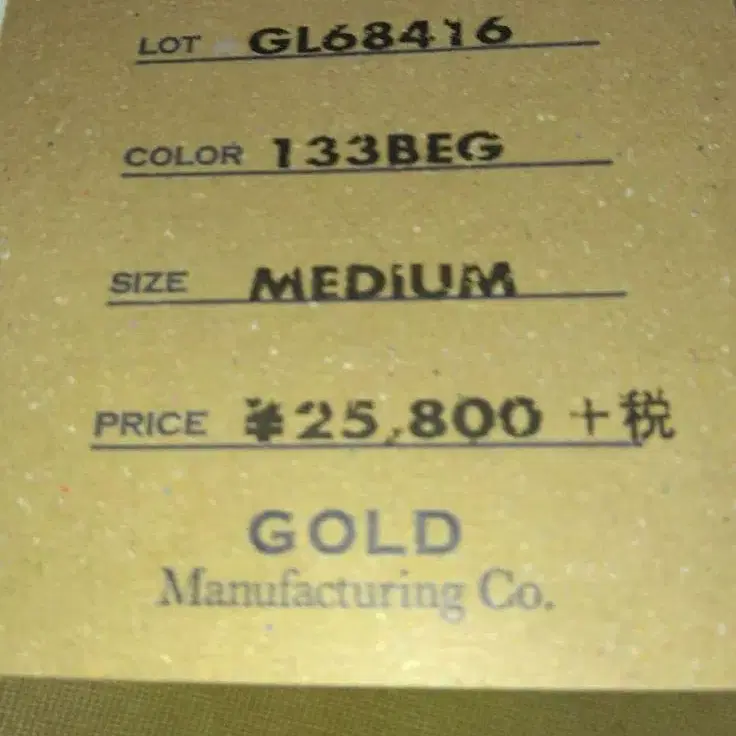 LOT GL68416
COLOR 133BEG
SIZE MEDiUM
PRICE ¥25,800 +税
GOLD
Manufacturing Co.